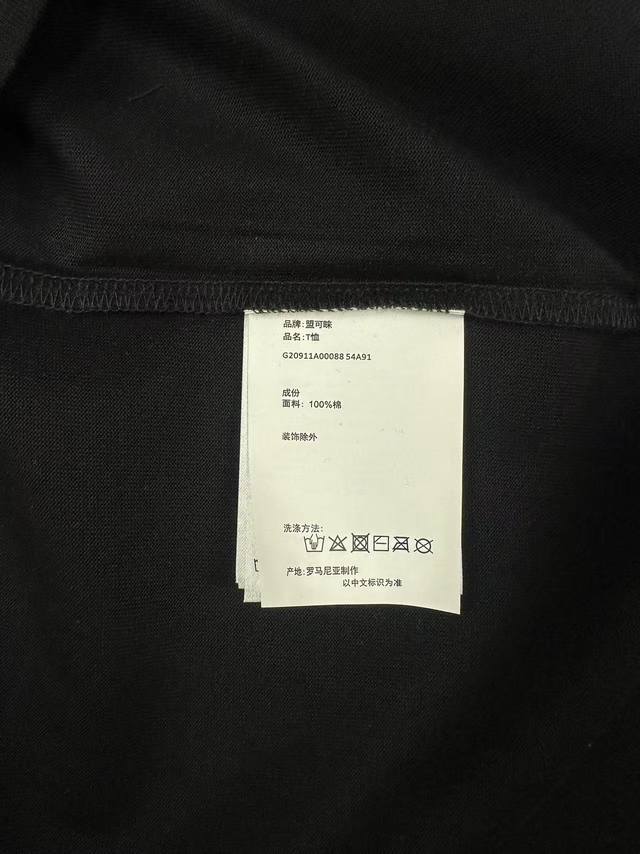 品牌:盟可睐
品名:T恤
G20911A00088 54A91
成份
面料: 100%棉
装饰除外
洗涤方法:
产地:罗马尼亚制作
以中文标识为准